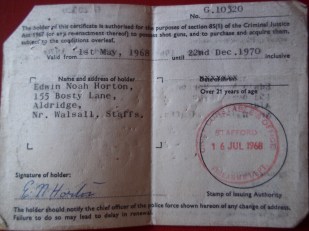 No. G.10320
The holder of this certificate is authorised for the purposes of section 85(5) of the Criminal Justice
Act 1967 (or any re-enactment thereof) to possess shot guns, and to purchase and acquire them,
subject to the conditions overleaf.
Valid from 1st May, 1968 until 22nd Dec. 1970 inclusive
Name and address of holder
Over 21 years of age
Edwin Noah Horton,
155 Bosty Lane,
Aldridge,
Nr. Walsall, Staffs.
STAFFORD
16 JUL 1968
Signature of holder:
E. N. Horton
Stamp of Issuing Authority
The holder should notify the chief officer of the police force shown hereon of any change of address.
Failure to do so may lead to delay in renewal.